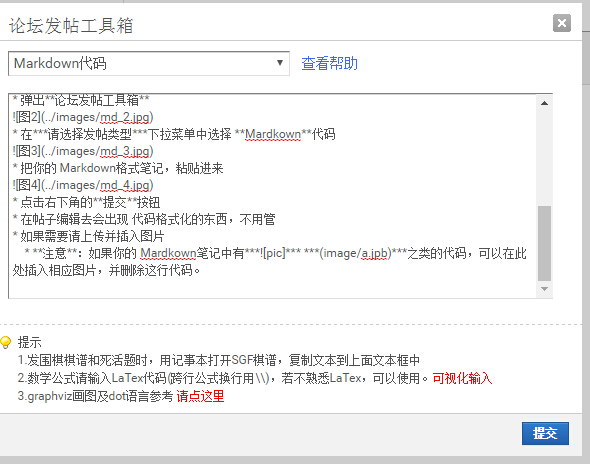 论坛发帖工具箱
Markdown代码
查看帮助
* 弹出**论坛发帖工具箱**
![图2](../images/md_2.jpg)
* 在***请选择发帖类型***下拉菜单中选择 **Mardkown**代码
![图3](../images/md_3.jpg)
* 把你的 Markdown格式笔记，粘贴进来
![图4](../images/md_4.jpg)
* 点击右下角的**提交**按钮
* 在帖子编辑去会出现 代码格式化的东西，不用管
* 如果需要请上传并插入图片
* **注意**：如果你的 Mardkown笔记中有***![pic]*** ***(image/a.jpb)***之类的代码，可以在此
处插入相应图片，并删除这行代码。
提示
1.发围棋棋谱和死活题时，用记事本打开SGF棋谱，复制文本到上面文本框中
2.数学公式请输入LaTex代码(跨行公式换行用\\)，若不熟悉LaTex，可以使用。可视化输入
3.graphviz画图及dot语言参考 请点这里
提交